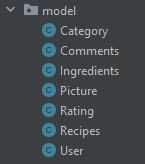 model
Category
Comments
Ingredients
Picture
Rating
Recipes
User